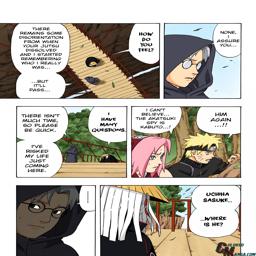 THERE
REMAINS SOME
DISORIENTATION
FROM WHEN
YOUR JUTSU
DISSOLVED AND
I STARTED
REMEMBERING
WHO I REALLY
WAS...
...BUT
IT'LL
PASS...
HOW
DO YOU
FEEL?
NONE,
I
ASSURE
YOU...
THERE ISN'T
MUCH TIME,
SO PLEASE
BE QUICK.
I'VE
RISKED MY
LIFE JUST
COMING
HERE.
I
HAVE
MANY
QUESTIONS.
I CAN'T
BELIEVE...
THE AKATSUKI
SPY IS
KABUTO...!
HIM
AGAIN
...!!
...
UCHIHA
SASUKE...
...WHERE
IS HE?